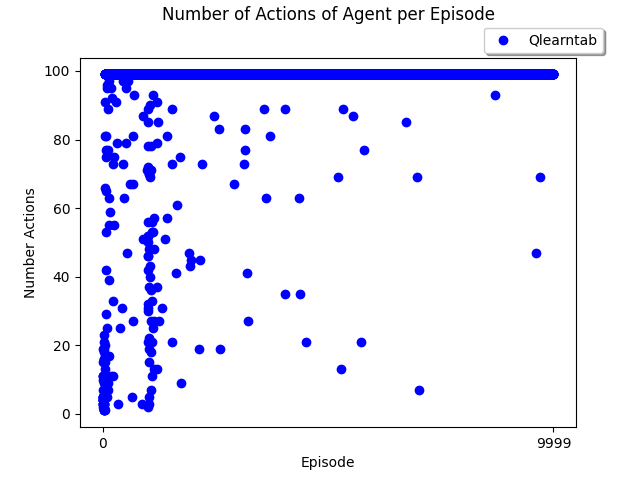 Number of Actions of Agent per Episode
Qlearntab
100
80
60
40
20
0
Number Actions
0
9999
Episode